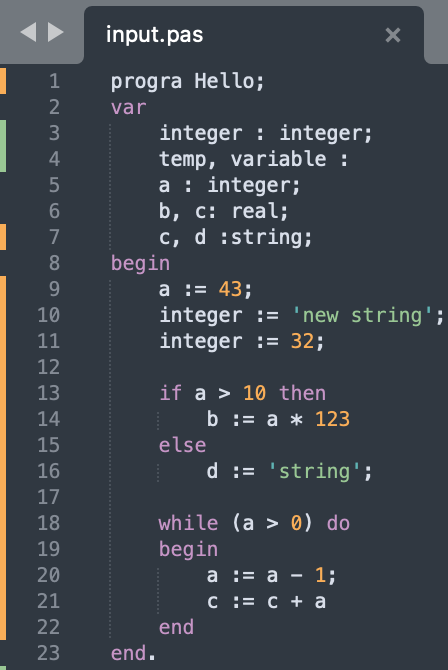 input.pas ×
1 progra Hello;
2 var
3 integer : integer;
4 temp, variable :
5 a : integer;
6 b, c: real;
7 c, d :string;
8 begin
9 a := 43;
10 integer := 'new string';
11 integer := 32;
12
13 if a > 10 then
14 b := a * 123
15 else
16 d := 'string';
17
18 while (a > 0) do
19 begin
20 a := a - 1;
21 c := c + a
22 end
23 end.